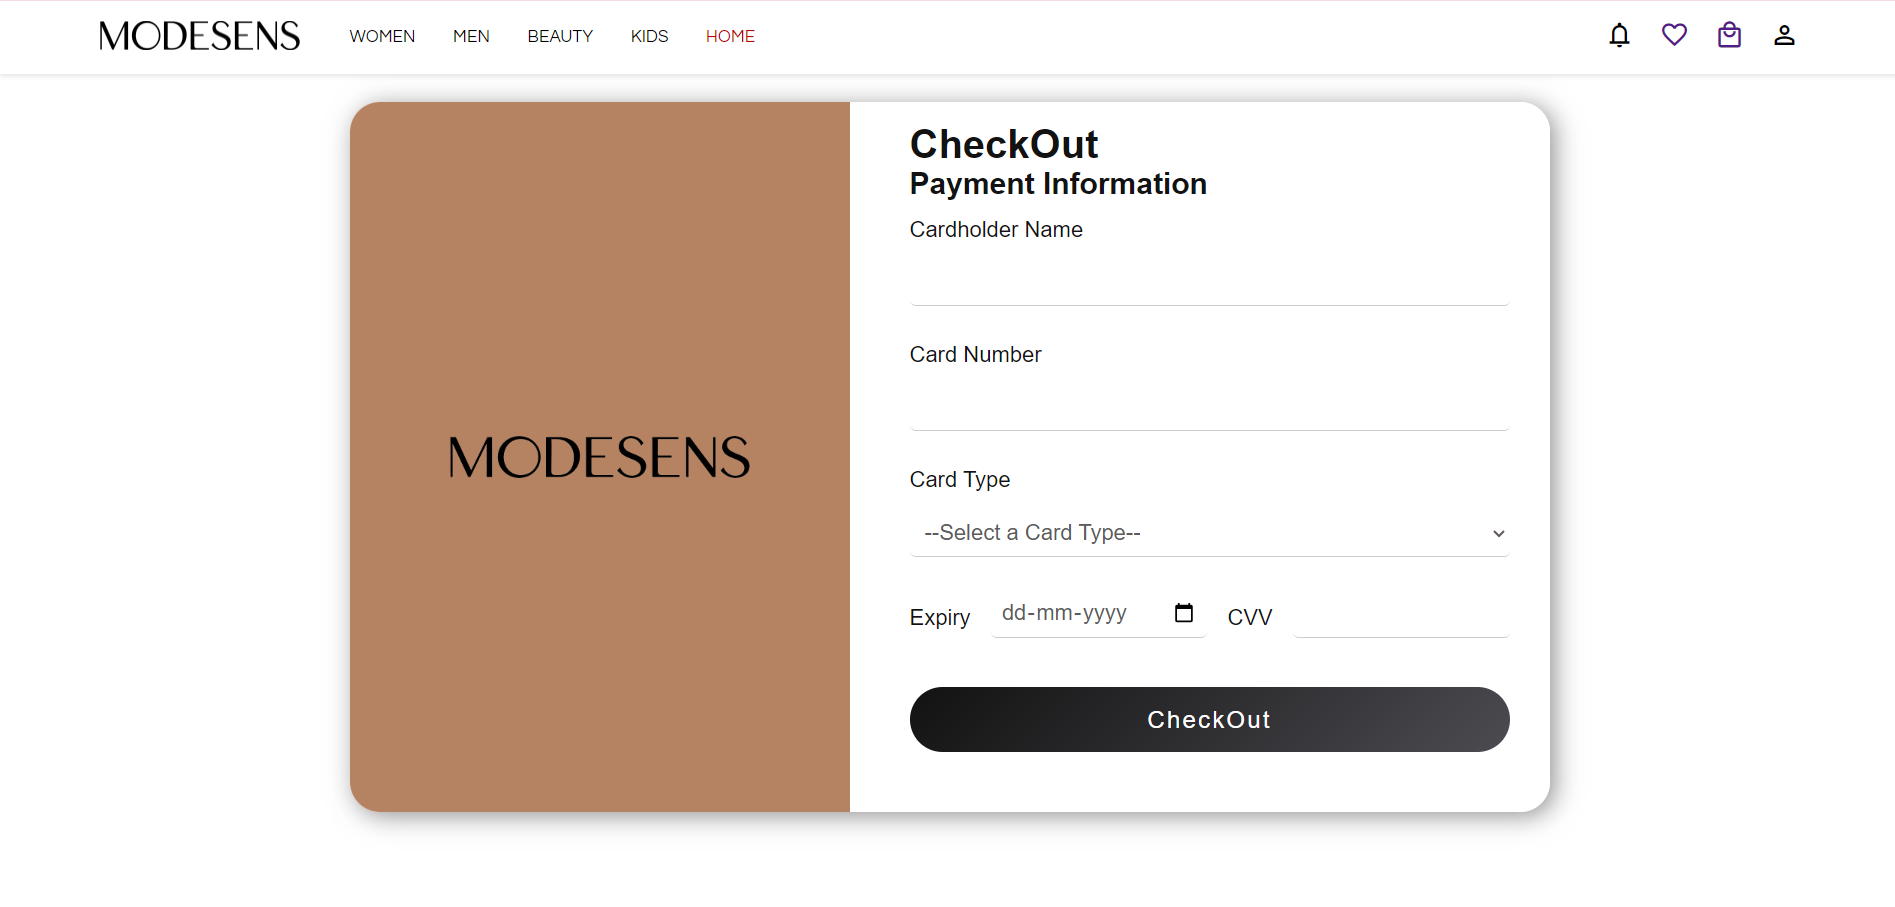 MODESENS WOMEN MEN BEAUTY KIDS HOME
MODESENS
CheckOut
Payment Information
Cardholder Name
Card Number
Card Type
--Select a Card Type--
Expiry dd-mm-yyyy CVV
CheckOut